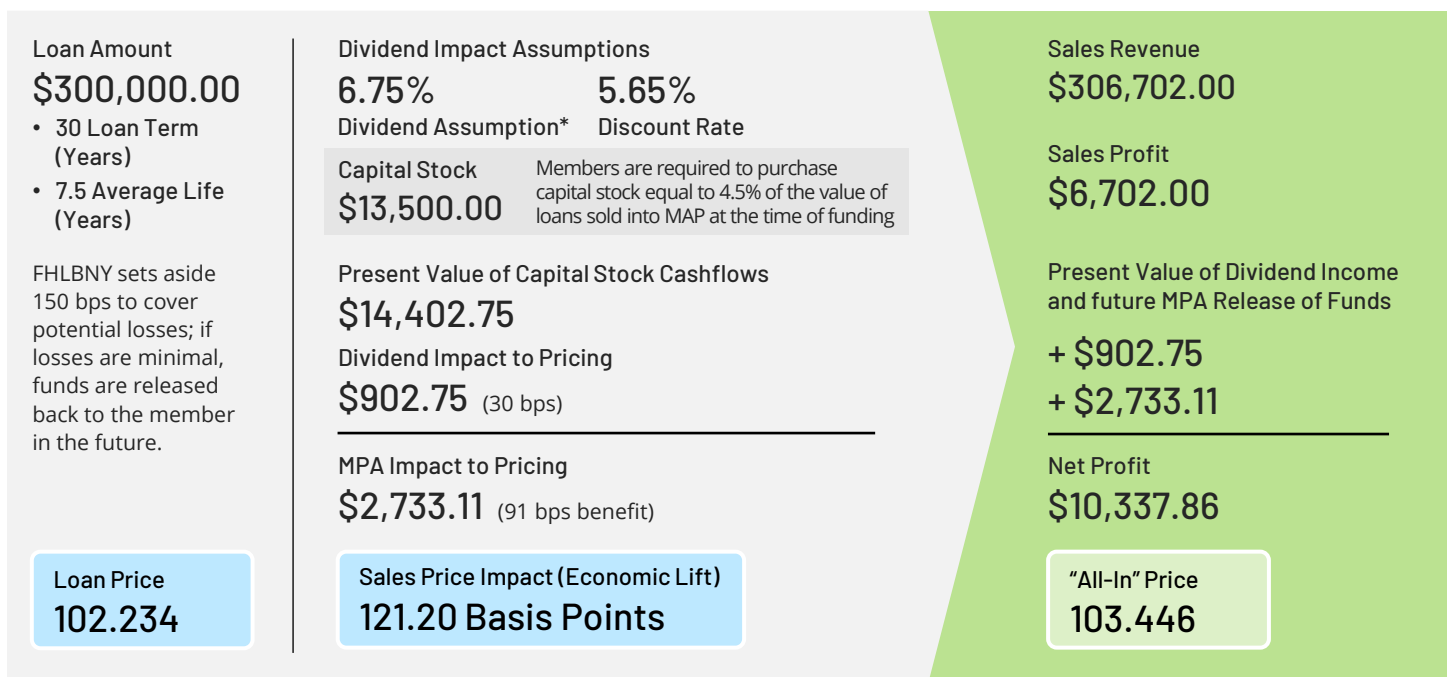 Loan Amount
$300,000.00
• 30 Loan Term
(Years)
• 7.5 Average Life
(Years)
FHLBNY sets aside
150 bps to cover
potential losses; if
losses are minimal,
funds are released
back to the member
in the future.
Loan Price
102.234
Dividend Impact Assumptions
6.75% 5.65%
Dividend Assumption* Discount Rate
Capital Stock
$13,500.00
Members are required to purchase
capital stock equal to 4.5% of the value of
loans sold into MAP at the time of funding
Present Value of Capital Stock Cashflows
$14,402.75
Dividend Impact to Pricing
$902.75 (30 bps)
MPA Impact to Pricing
$2,733.11 (91 bps benefit)
Sales Price Impact (Economic Lift)
121.20 Basis Points
Sales Revenue
$306,702.00
Sales Profit
$6,702.00
Present Value of Dividend Income
and future MPA Release of Funds
+ $902.75
+ $2,733.11
Net Profit
$10,337.86
“All-In” Price
103.446